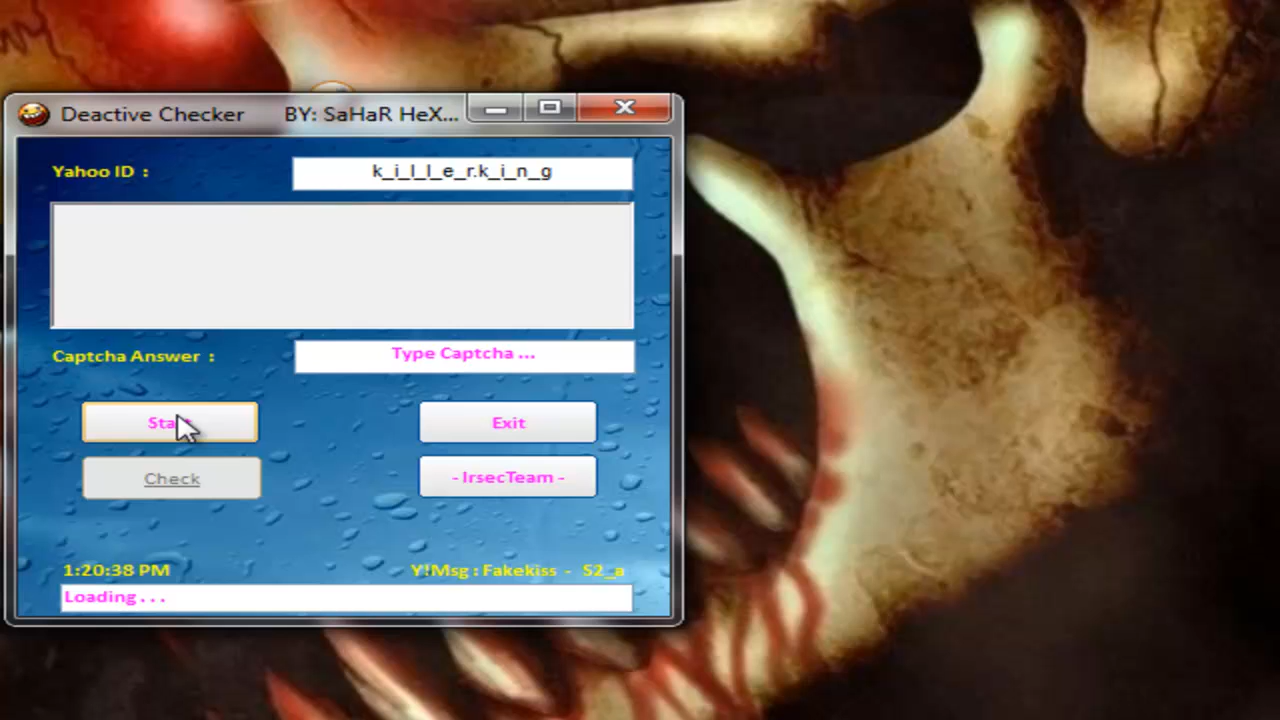 Deactive Checker BY: SaHaR HeX...
Yahoo ID : k_i_l_l_e_r.k_i_n_g
Captcha Answer : Type Captcha ...
Exit
Check - IrsecTeam -
1:20:38 PM Y!Msg : Fakekiss - S2_a
Loading . . .